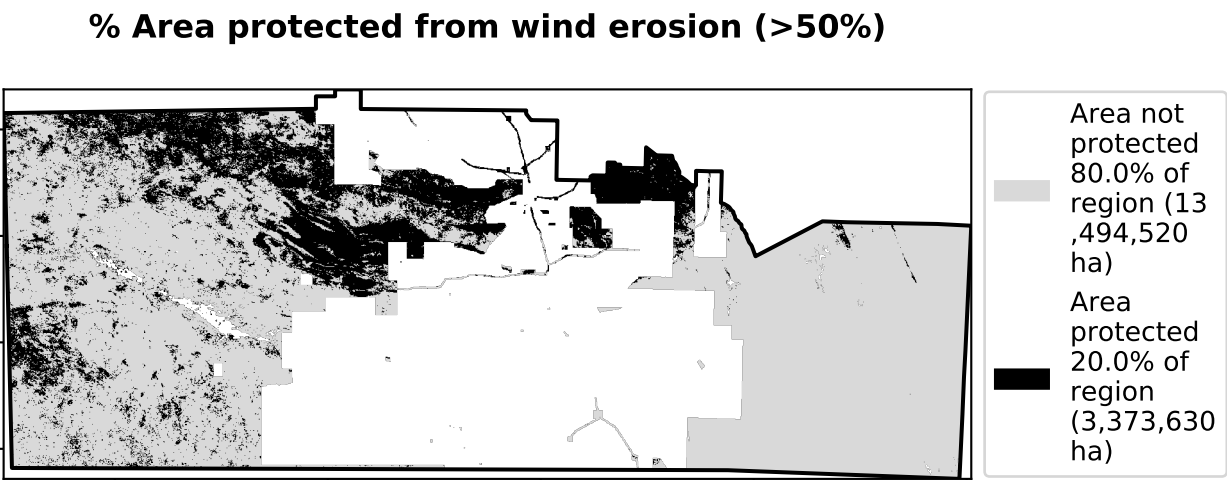 % Area protected from wind erosion (>50%)
Area not
protected
80.0% of
region (13
,494,520
ha)
Area
protected
20.0% of
region
(3,373,630
ha)